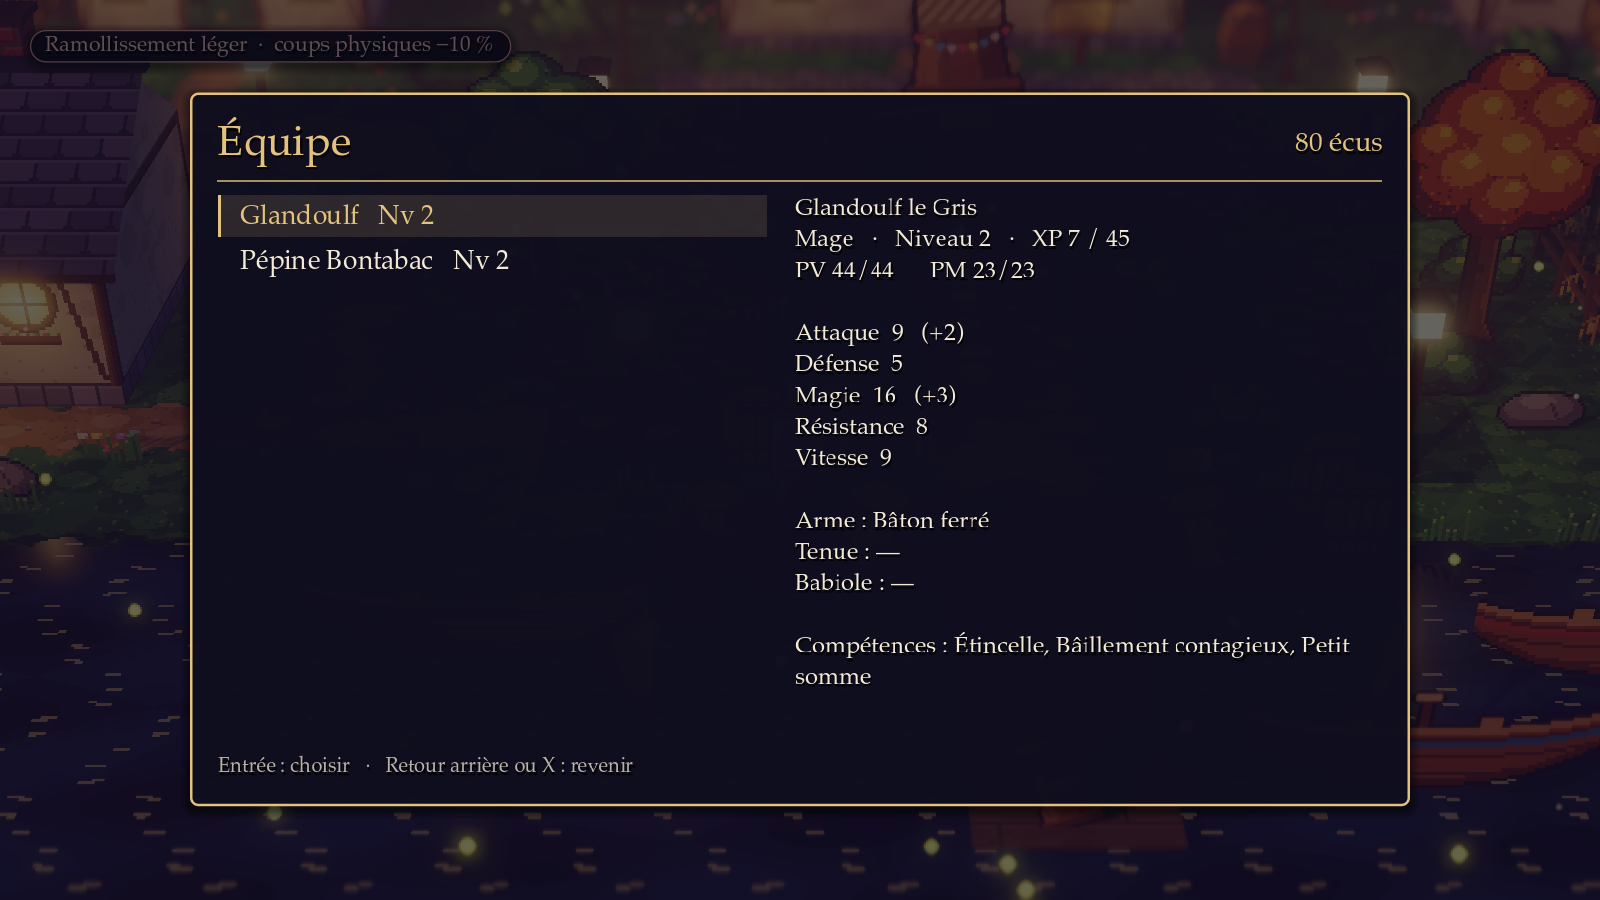 Ramollissement léger · coups physiques −10 %
Équipe
80 écus
Glandoulf Nv 2
Pépine Bontabac Nv 2
Glandoulf le Gris
Mage · Niveau 2 · XP 7 / 45
PV 44/44 PM 23/23
Attaque 9 (+2)
Défense 5
Magie 16 (+3)
Résistance 8
Vitesse 9
Arme : Bâton ferré
Tenue : —
Babiole : —
Compétences : Étincelle, Bâillement contagieux, Petit
somme
Entrée : choisir · Retour arrière ou X : revenir